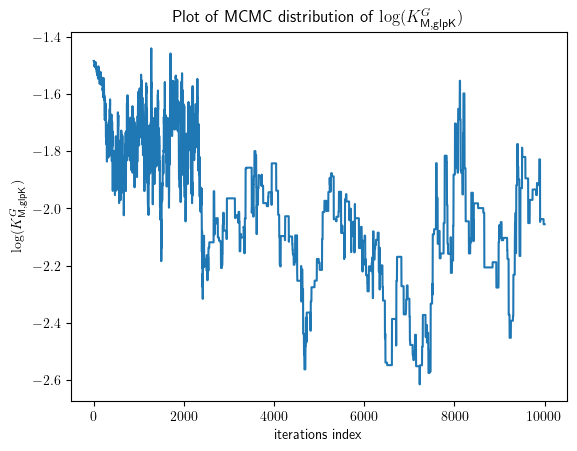 Plot of MCMC distribution of log(K^G_M,glpK)
−1.4
−1.6
−1.8
−2.0
−2.2
−2.4
−2.6
log(K^G_M,glpK)
0 2000 4000 6000 8000 10000
iterations index